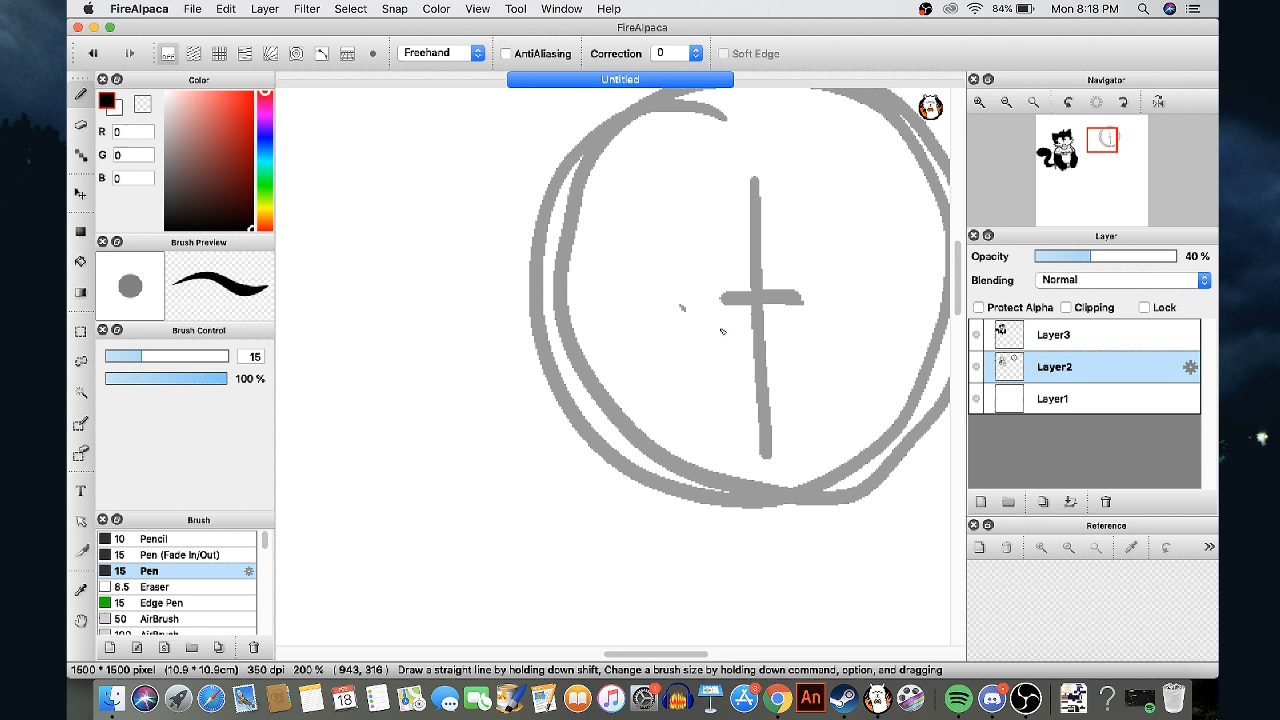 FireAlpaca File Edit Layer Filter Select Snap Color View Tool Window Help 84% Mon 8:18 PM
FireAlpaca
OFF Freehand AntiAliasing Correction 0 Soft Edge
Color
Untitled
Navigator
R 0
G 0
B 0
Brush Preview
Layer
Opacity 40 %
Blending Normal
Protect Alpha Clipping Lock
Brush Control
Layer3
15
Layer2
100 %
Layer1
T
Brush
Reference
10 Pencil
15 Pen (Fade In/Out)
15 Pen
8.5 Eraser
15 Edge Pen
50 AirBrush
100 AirBrush
1500 * 1500 pixel (10.9 * 10.9cm) 350 dpi 200 % ( 943, 316 ) Draw a straight line by holding down shift, Change a brush size by holding down command, option, and dragging
18
An